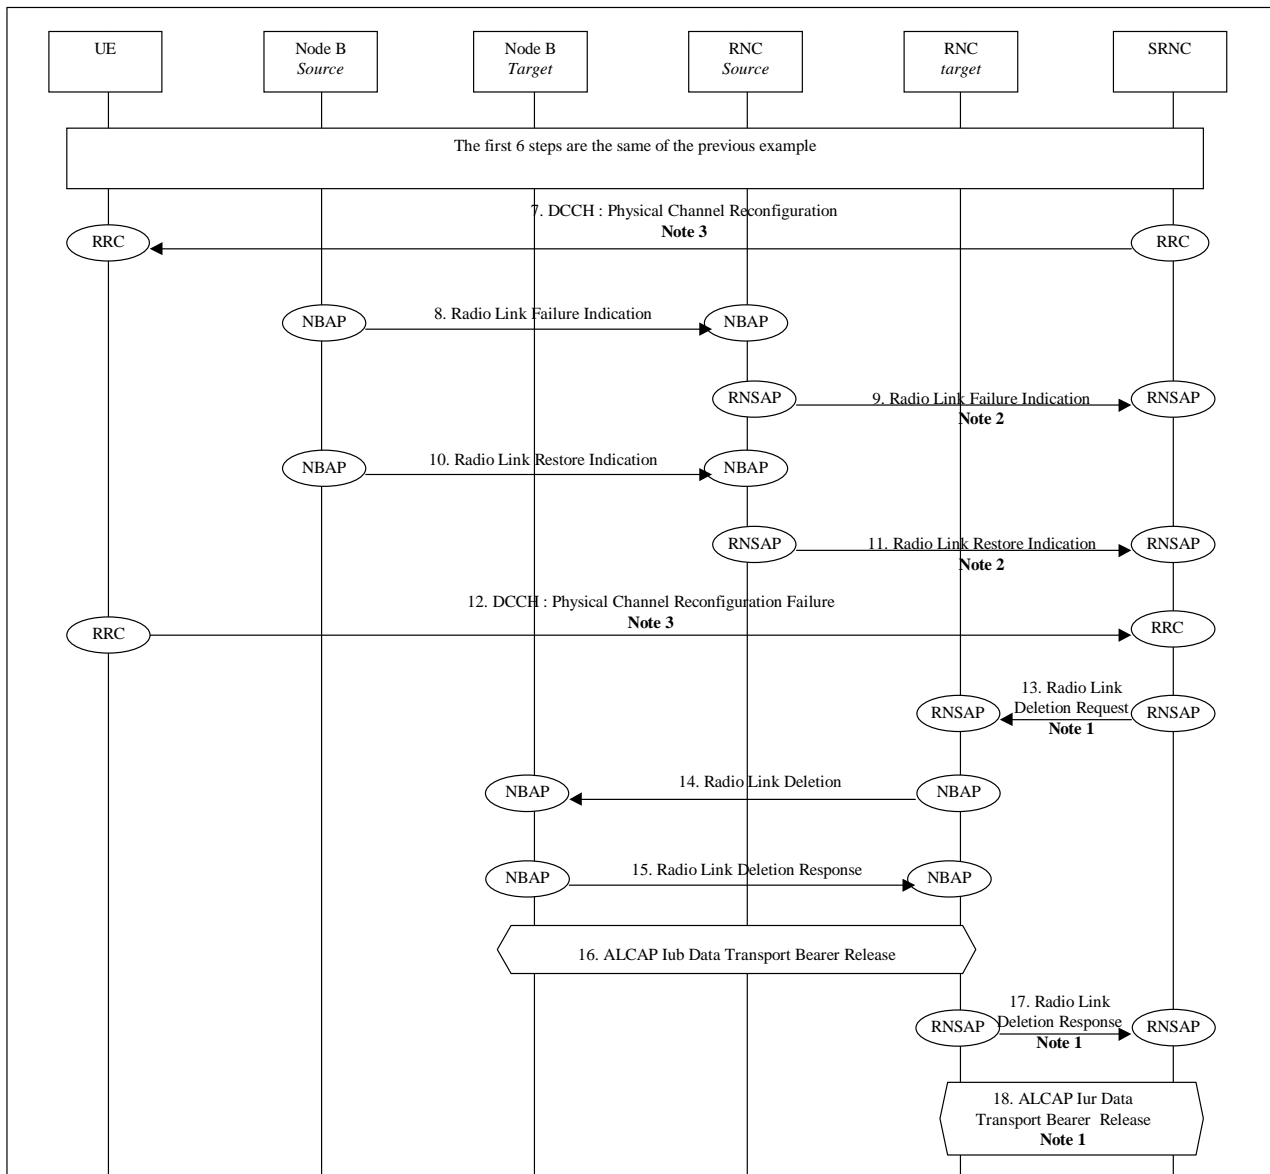 UE
Node B
Source
Node B
Target
RNC
Source
RNC
target
SRNC
The first 6 steps are the same of the previous example
7. DCCH : Physical Channel Reconfiguration
Note 3
RRC
RRC
NBAP
8. Radio Link Failure Indication
NBAP
RNSAP
9. Radio Link Failure Indication
Note 2
RNSAP
NBAP
10. Radio Link Restore Indication
NBAP
RNSAP
11. Radio Link Restore Indication
Note 2
RNSAP
12. DCCH : Physical Channel Reconfiguration Failure
Note 3
RRC
RRC
13. Radio Link
Deletion Request
Note 1
RNSAP
RNSAP
NBAP
14. Radio Link Deletion
NBAP
NBAP
15. Radio Link Deletion Response
NBAP
16. ALCAP Iub Data Transport Bearer Release
RNSAP
17. Radio Link
Deletion Response
Note 1
RNSAP
18. ALCAP Iur Data
Transport Bearer Release
Note 1